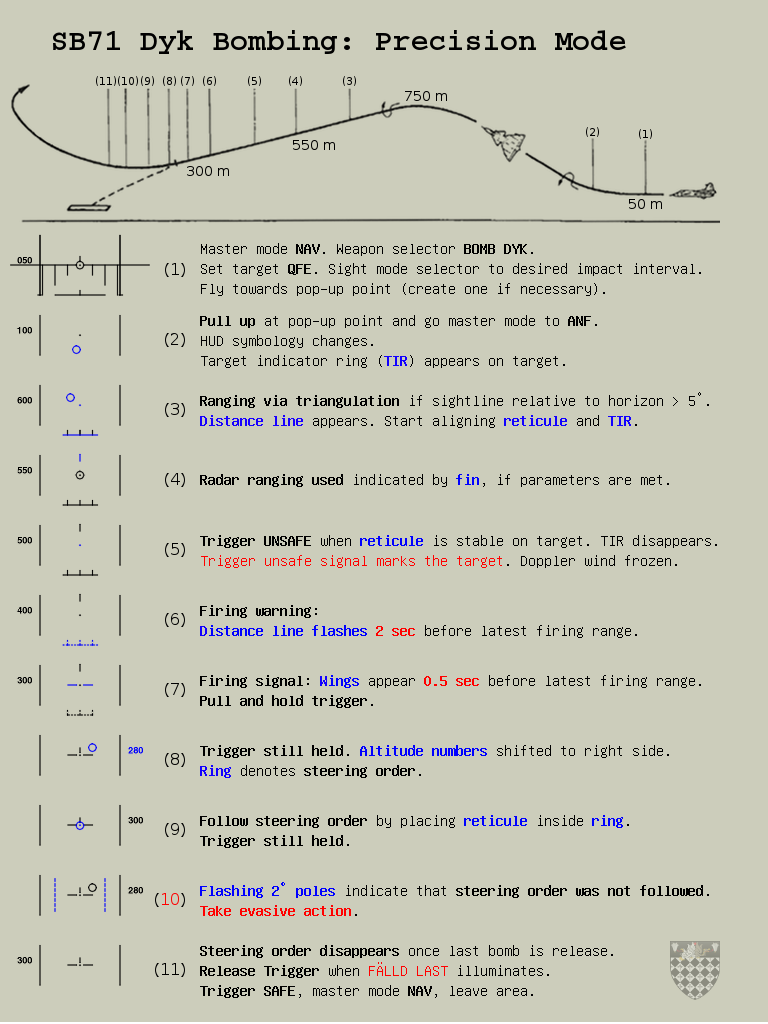 SB71 Dyk Bombing: Precision Mode
(11)(10)(9) (8) (7) (6) (5) (4) (3)
750 m
(2) (1)
550 m
300 m
50 m
050
(1)
Master mode NAV. Weapon selector BOMB DYK.
Set target QFE. Sight mode selector to desired impact interval.
Fly towards pop-up point (create one if necessary).
100
(2)
Pull up at pop-up point and go master mode to ANF.
HUD symbology changes.
Target indicator ring (TIR) appears on target.
600
(3)
Ranging via triangulation if sightline relative to horizon > 5°.
Distance line appears. Start aligning reticule and TIR.
550
(4)
Radar ranging used indicated by fin, if parameters are met.
500
(5)
Trigger UNSAFE when reticule is stable on target. TIR disappears.
Trigger unsafe signal marks the target. Doppler wind frozen.
400
(6)
Firing warning:
Distance line flashes 2 sec before latest firing range.
300
(7)
Firing signal: Wings appear 0.5 sec before latest firing range.
Pull and hold trigger.
280
(8)
Trigger still held. Altitude numbers shifted to right side.
Ring denotes steering order.
300
(9)
Follow steering order by placing reticule inside ring.
Trigger still held.
280
(10)
Flashing 2° poles indicate that steering order was not followed.
Take evasive action.
300
(11)
Steering order disappears once last bomb is release.
Release Trigger when FÄLLD LAST illuminates.
Trigger SAFE, master mode NAV, leave area.